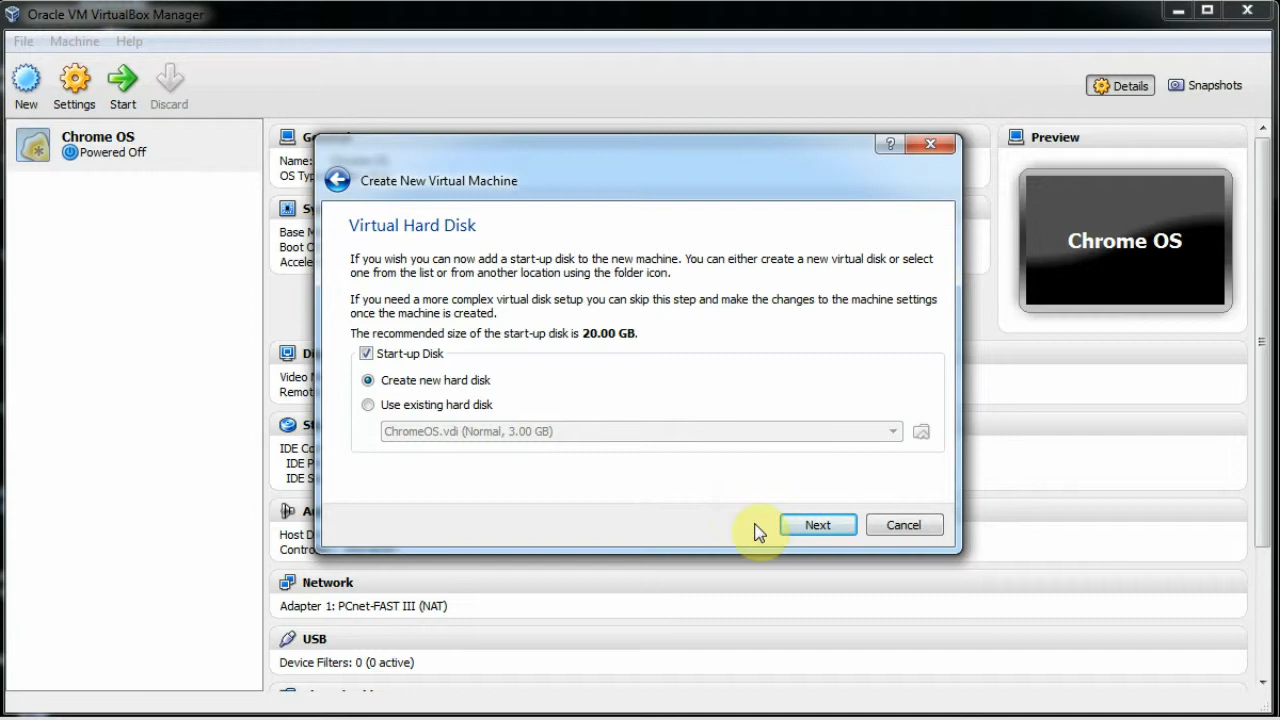 Oracle VM VirtualBox Manager
File Machine Help
New Settings Start Discard
Details Snapshots
Chrome OS
Powered Off
Name:
OS Typ
Base M
Boot O
Accele
Preview
Chrome OS
?
Create New Virtual Machine
Virtual Hard Disk
If you wish you can now add a start-up disk to the new machine. You can either create a new virtual disk or select
one from the list or from another location using the folder icon.
If you need a more complex virtual disk setup you can skip this step and make the changes to the machine settings
once the machine is created.
The recommended size of the start-up disk is 20.00 GB.
Start-up Disk
Create new hard disk
Use existing hard disk
ChromeOS.vdi (Normal, 3.00 GB)
Next Cancel
Video M
Remot
IDE Co
IDE P
IDE S
Host D
Contro
Network
Adapter 1: PCnet-FAST III (NAT)
USB
Device Filters: 0 (0 active)